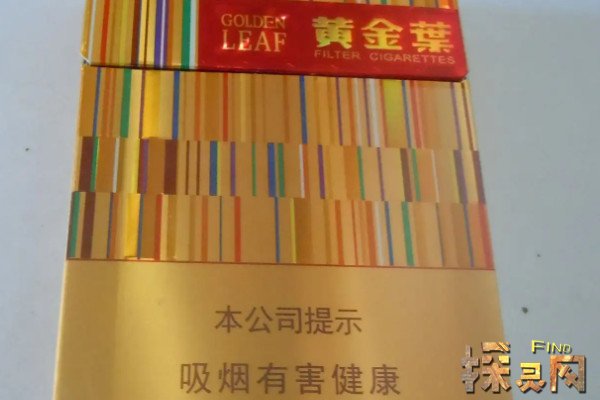 GOLDEN LEAF
黄金葉
FILTER CIGARETTES
本公司提示
吸烟有害健康
FIND
探灵网